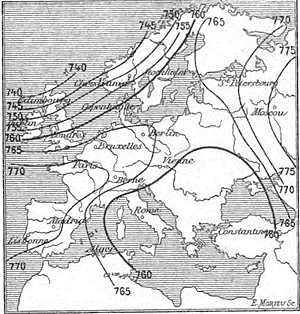 750
760
745
755
765
770
775
740
Christiania
Stockholm
St Petersbourg
740
Edimbourg
745
Copenhague
Moscou
750
Dublin
755
Londres
Berlin
760
Bruxelles
765
Paris
Vienne
770
Berne
775
770
Madrid
Rome
Constantinople
760
Lisbonne
Alger
770
760
765
E. MORIEU Sc.